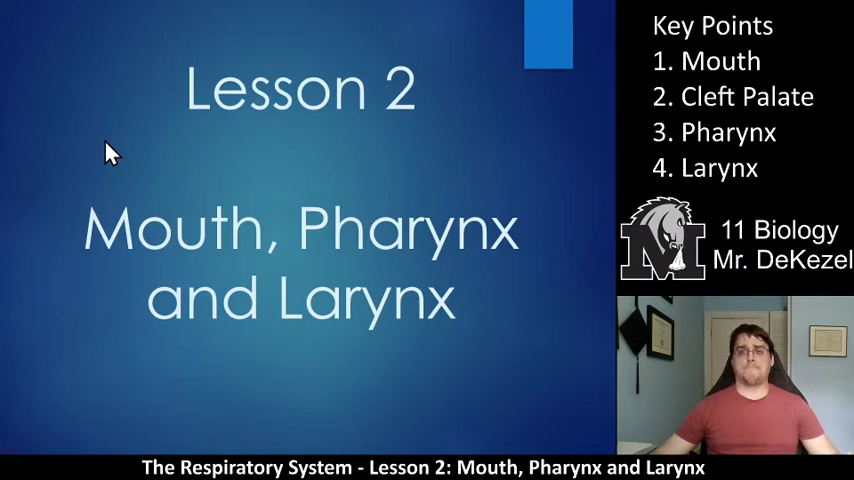 Lesson 2
Mouth, Pharynx
and Larynx
Key Points
1. Mouth
2. Cleft Palate
3. Pharynx
4. Larynx
M
11 Biology
Mr. DeKezel
The Respiratory System - Lesson 2: Mouth, Pharynx and Larynx